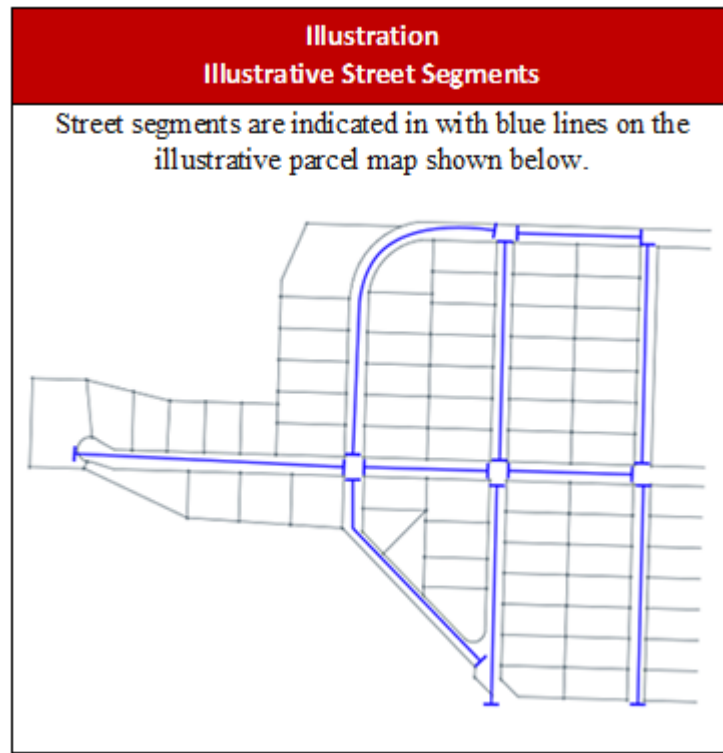 Illustration
Illustrative Street Segments
Street segments are indicated in with blue lines on the
illustrative parcel map shown below.